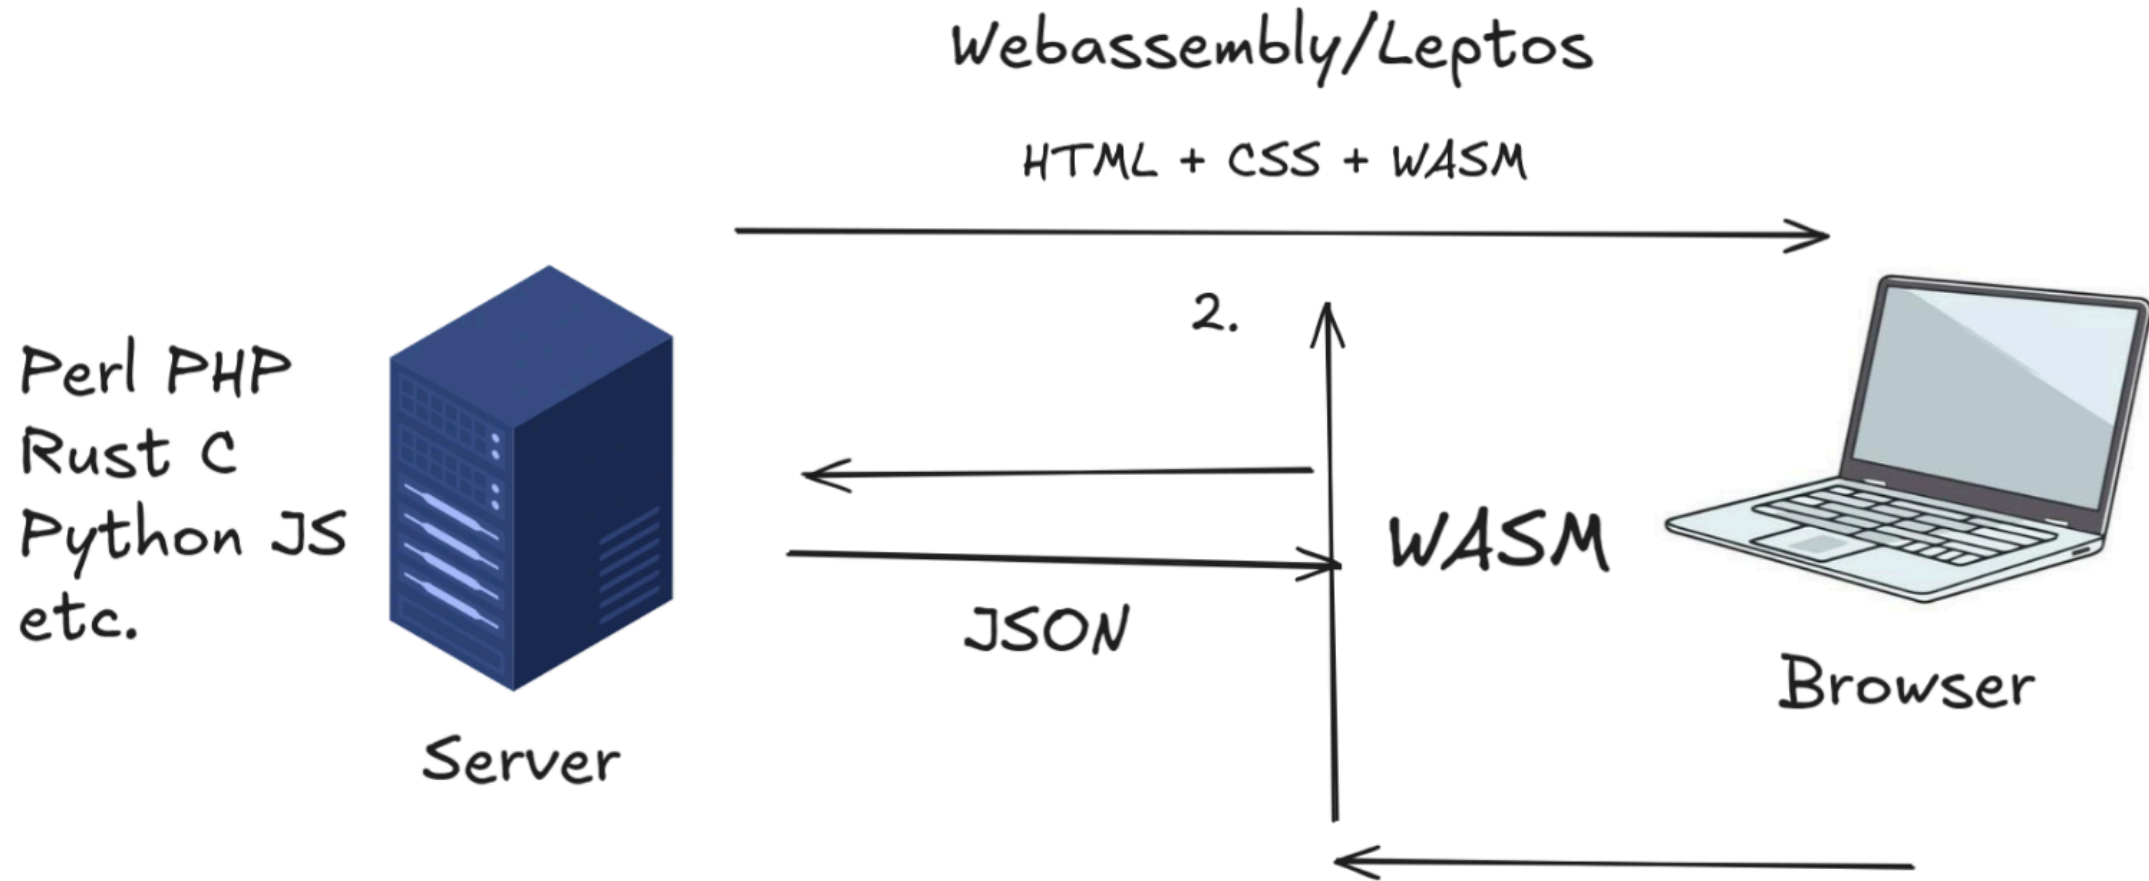 Webassembly/Leptos
HTML + CSS + WASM
2.
Perl PHP
Rust C
Python JS
etc.
WASM
JSON
Browser
Server